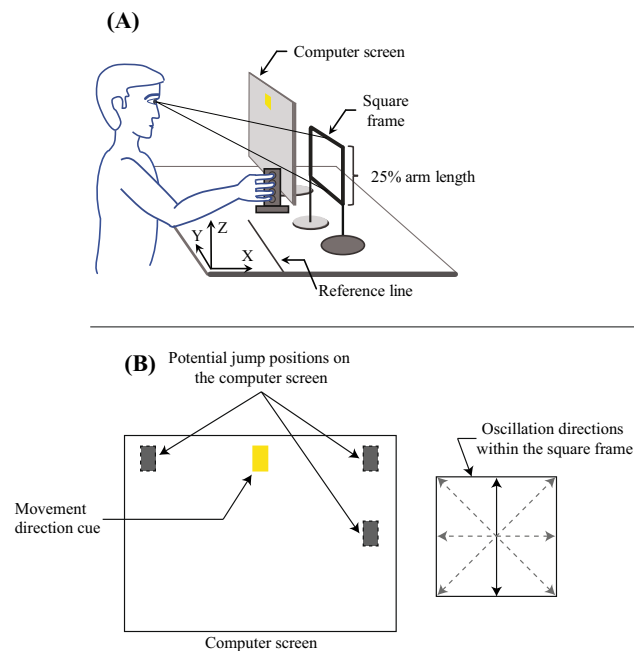 (A)
Computer screen
Square
frame
25% arm length
Z
Y
X
Reference line
(B)
Potential jump positions on
the computer screen
Oscillation directions
within the square frame
Movement
direction cue
Computer screen